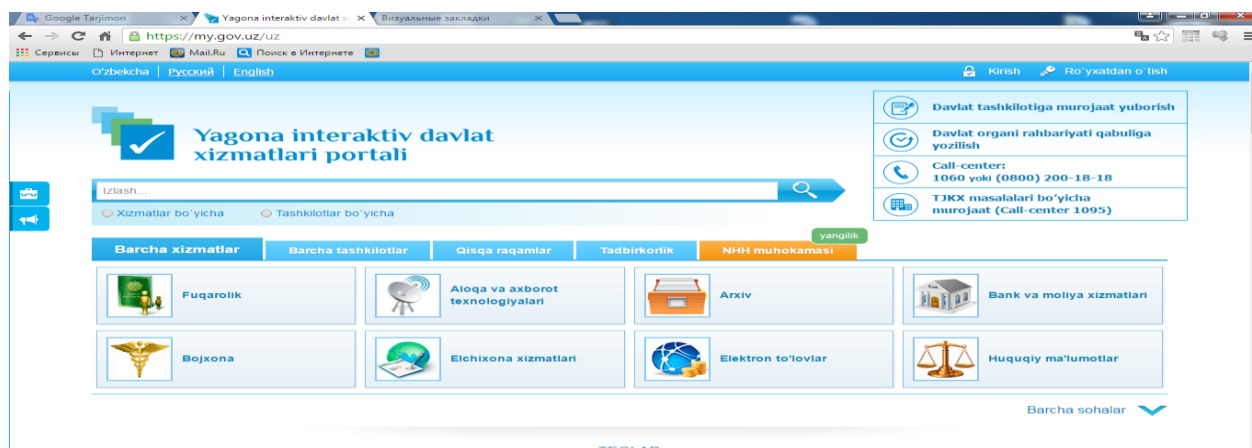 Google Tarjimon
Yagona interaktiv davlat
Визуальные закладки
https://my.gov.uz/uz
Сервисы
Интернет
Mail.Ru
Поиск в Интернете
O'zbekcha
Русский
English
Kirish
Ro`yxatdan o`tish
Yagona interaktiv davlat
xizmatlari portali
Davlat tashkilotiga murojaat yuborish
Davlat organi rahbariyati qabuliga
yozilish
Call-center:
1060 yoki (0800) 200-18-18
TJKX masalalari bo‘yicha
murojaat (Call-center 1095)
Izlash...
Xizmatlar bo`yicha
Tashkilotlar bo`yicha
yangilik
Barcha xizmatlar
Barcha tashkilotlar
Qisqa raqamlar
Tadbirkorlik
NHH muhokamasi
Fuqarolik
Aloqa va axborot
texnologiyalari
Arxiv
Bank va moliya xizmatlari
Bojxona
Elchixona xizmatlari
Elektron to'lovlar
Huquqiy ma'lumotlar
Barcha sohalar